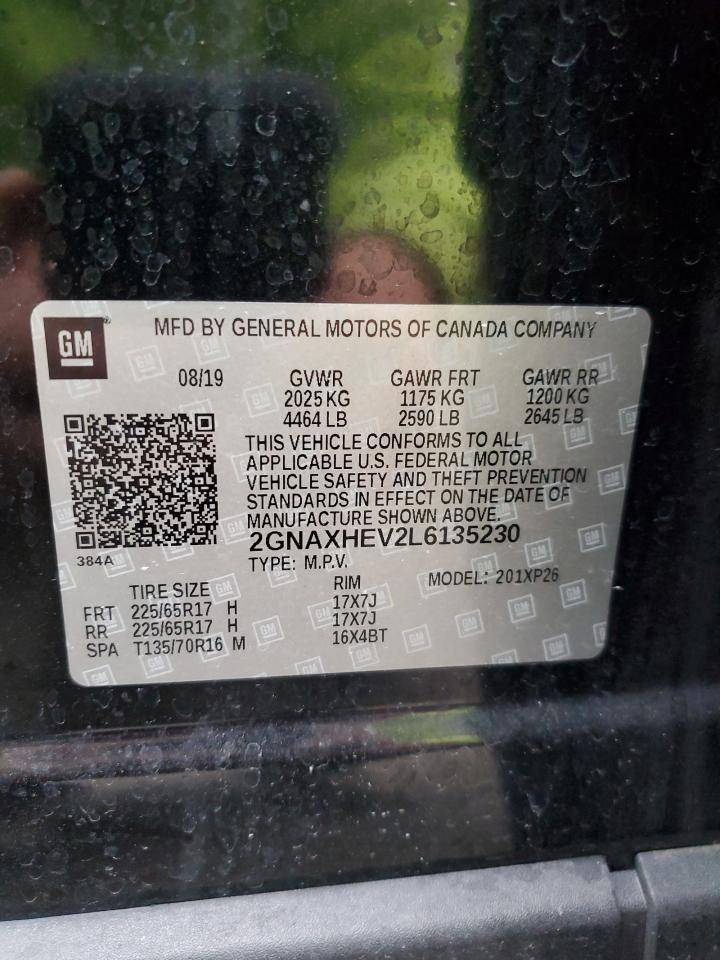 GM®
MFD BY GENERAL MOTORS OF CANADA COMPANY
08/19 GVWR GAWR FRT GAWR RR
2025 KG 1175 KG 1200 KG
4464 LB 2590 LB 2645 LB
THIS VEHICLE CONFORMS TO ALL
APPLICABLE U.S. FEDERAL MOTOR
VEHICLE SAFETY AND THEFT PREVENTION
STANDARDS IN EFFECT ON THE DATE OF
MANUFACTURE SHOWN ABOVE.
2GNAXHEV2L6135230
384A
TYPE: M.P.V. MODEL: 201XP26
TIRE SIZE RIM
FRT 225/65R17 H 17X7J
RR 225/65R17 H 17X7J
SPA T135/70R16 M 16X4BT